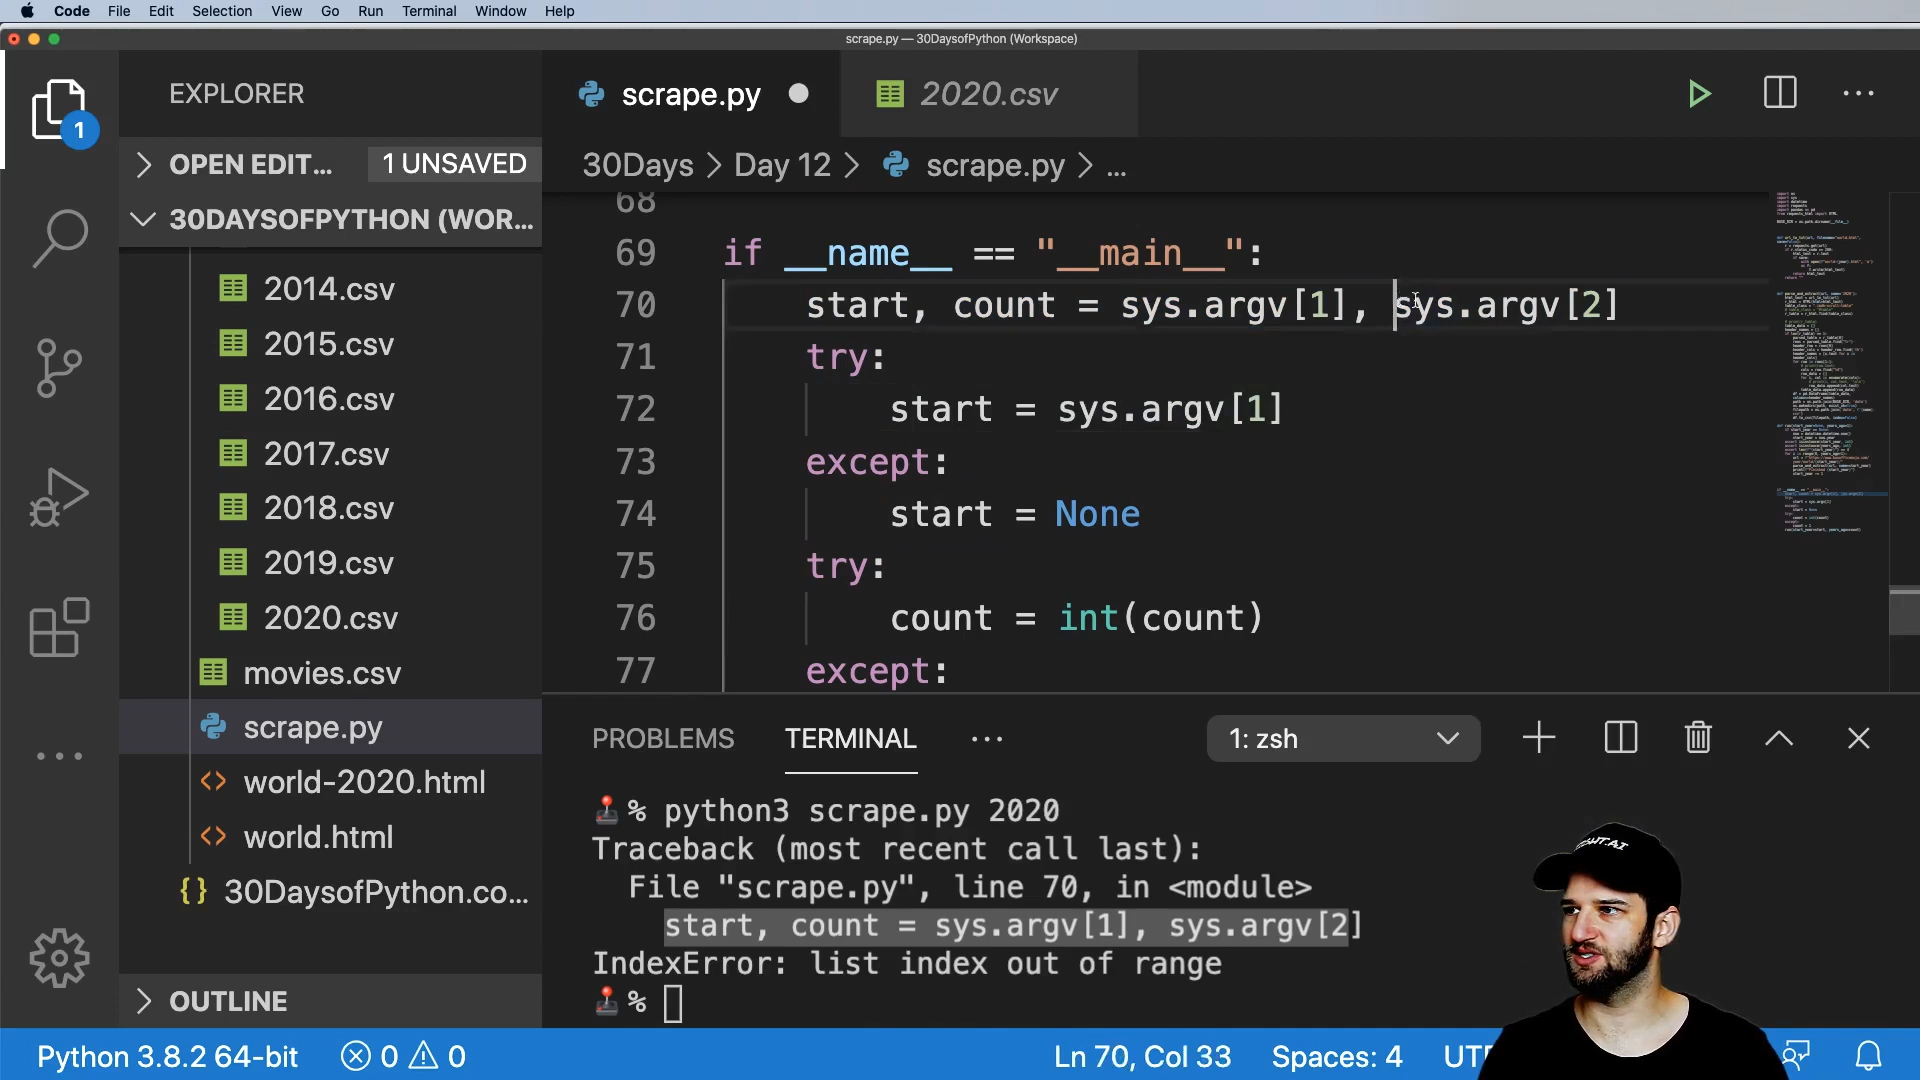 Code File Edit Selection View Go Run Terminal Window Help
scrape.py — 30DaysofPython (Workspace)
EXPLORER
1
OPEN EDIT... 1 UNSAVED
30DAYSOFPYTHON (WOR...
2014.csv
2015.csv
2016.csv
2017.csv
2018.csv
2019.csv
2020.csv
movies.csv
scrape.py
world-2020.html
world.html
{} 30DaysofPython.co...
OUTLINE
scrape.py
2020.csv
30Days > Day 12 > scrape.py > ...
68
69 if __name__ == "__main__":
70 start, count = sys.argv[1], sys.argv[2]
71 try:
72 start = sys.argv[1]
73 except:
74 start = None
75 try:
76 count = int(count)
77 except:
PROBLEMS TERMINAL ... 1: zsh
% python3 scrape.py 2020
Traceback (most recent call last):
File "scrape.py", line 70, in <module>
start, count = sys.argv[1], sys.argv[2]
IndexError: list index out of range
%
Python 3.8.2 64-bit 0 0 Ln 70, Col 33 Spaces: 4